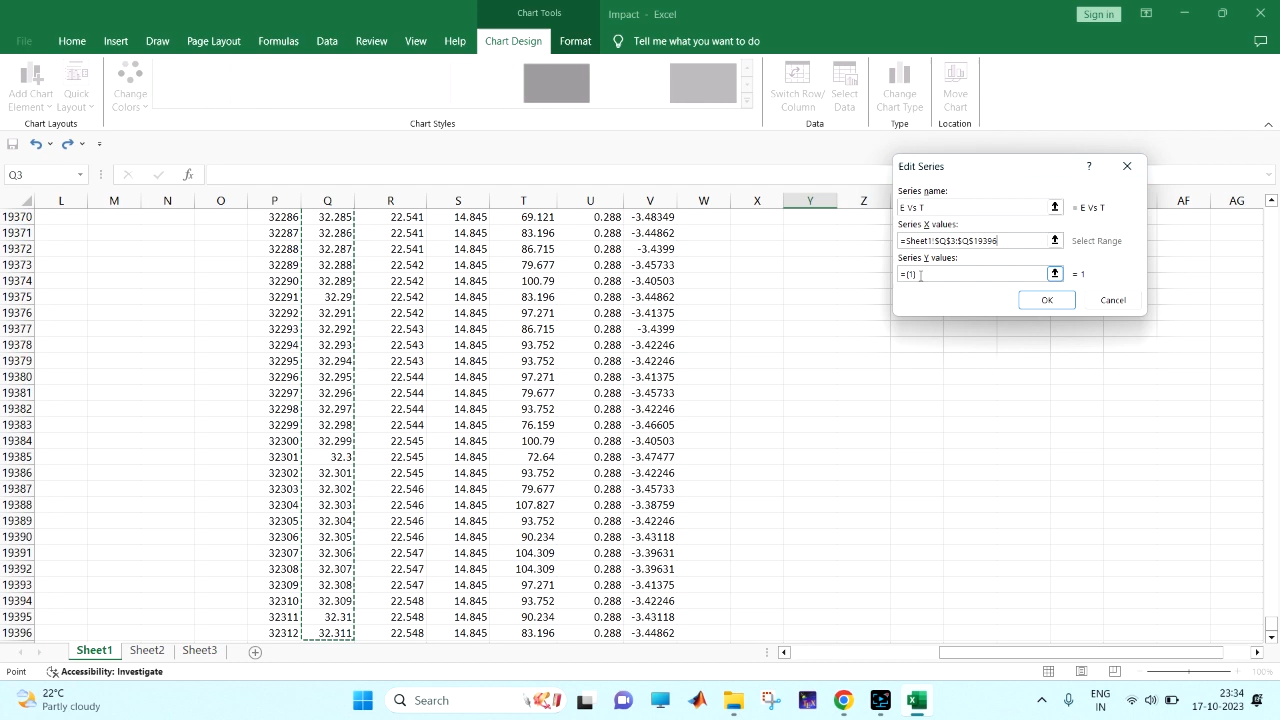 Chart Tools
Impact - Excel
Sign in
File Home Insert Draw Page Layout Formulas Data Review View Help Chart Design Format Tell me what you want to do
Add Chart Element
Quick Layout
Change Colors
Switch Row/ Column
Select Data
Change Chart Type
Move Chart
Chart Layouts
Chart Styles
Data
Type
Location
Q3
fx
L M N O P Q R S T U V W X Y Z AF AG
19370 32286 32.285 22.541 14.845 69.121 0.288 -3.48349
19371 32287 32.286 22.541 14.845 83.196 0.288 -3.44862
19372 32288 32.287 22.541 14.845 86.715 0.288 -3.4399
19373 32289 32.288 22.542 14.845 79.677 0.288 -3.45733
19374 32290 32.289 22.542 14.845 100.79 0.288 -3.40503
19375 32291 32.29 22.542 14.845 83.196 0.288 -3.44862
19376 32292 32.291 22.542 14.845 97.271 0.288 -3.41375
19377 32293 32.292 22.543 14.845 86.715 0.288 -3.4399
19378 32294 32.293 22.543 14.845 93.752 0.288 -3.42246
19379 32295 32.294 22.543 14.845 93.752 0.288 -3.42246
19380 32296 32.295 22.544 14.845 97.271 0.288 -3.41375
19381 32297 32.296 22.544 14.845 79.677 0.288 -3.45733
19382 32298 32.297 22.544 14.845 93.752 0.288 -3.42246
19383 32299 32.298 22.544 14.845 76.159 0.288 -3.46605
19384 32300 32.299 22.545 14.845 100.79 0.288 -3.40503
19385 32301 32.3 22.545 14.845 72.64 0.288 -3.47477
19386 32302 32.301 22.545 14.845 93.752 0.288 -3.42246
19387 32303 32.302 22.546 14.845 79.677 0.288 -3.45733
19388 32304 32.303 22.546 14.845 107.827 0.288 -3.38759
19389 32305 32.304 22.546 14.845 93.752 0.288 -3.42246
19390 32306 32.305 22.546 14.845 90.234 0.288 -3.43118
19391 32307 32.306 22.547 14.845 104.309 0.288 -3.39631
19392 32308 32.307 22.547 14.845 104.309 0.288 -3.39631
19393 32309 32.308 22.547 14.845 97.271 0.288 -3.41375
19394 32310 32.309 22.548 14.845 93.752 0.288 -3.42246
19395 32311 32.31 22.548 14.845 90.234 0.288 -3.43118
19396 32312 32.311 22.548 14.845 83.196 0.288 -3.44862
Edit Series
?
Series name:
E Vs T = E Vs T
Series X values:
=Sheet1!$Q$3:$Q$19396 Select Range
Series Y values:
={1} = 1
OK Cancel
Sheet1 Sheet2 Sheet3
Point Accessibility: Investigate
100%
22°C
Partly cloudy
Search
ENG
IN
23:34
17-10-2023